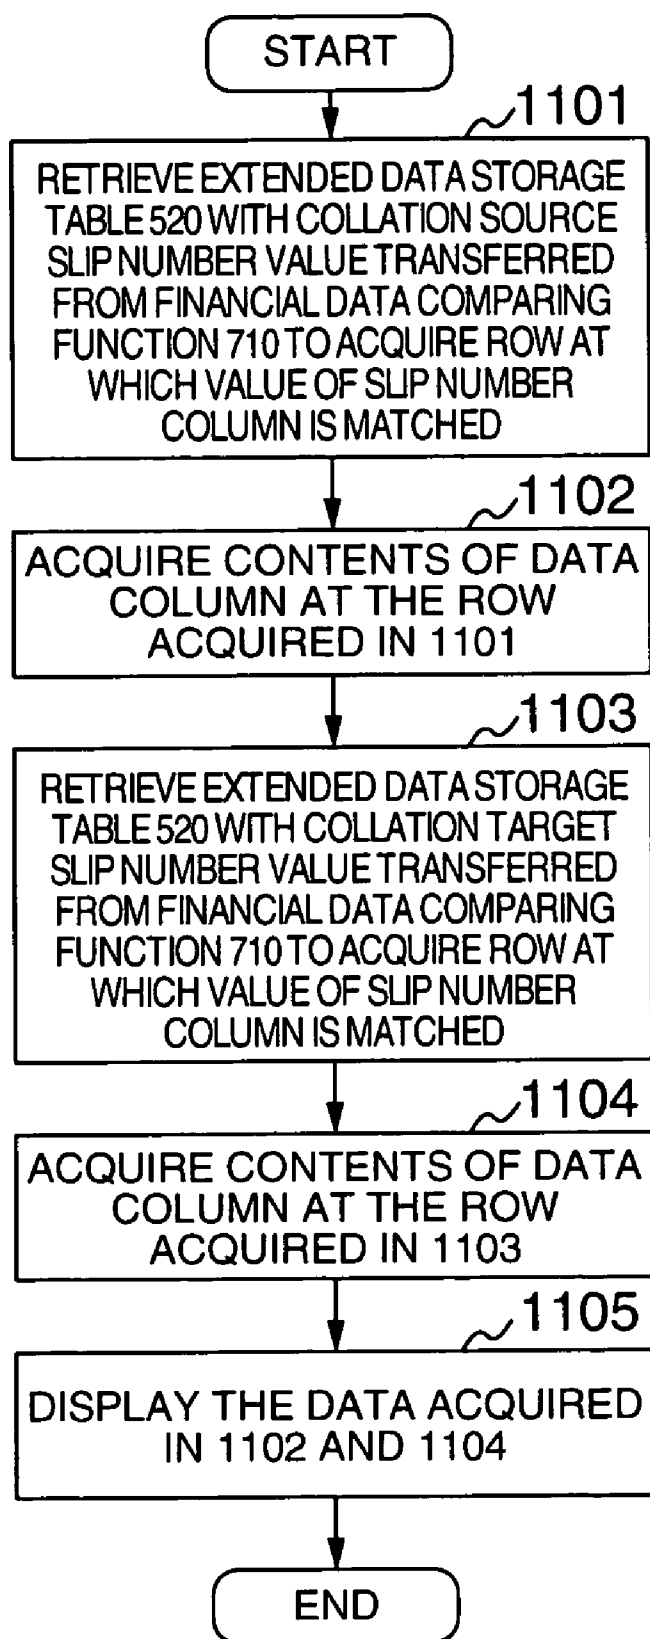 START
1101
RETRIEVE EXTENDED DATA STORAGE
TABLE 520 WITH COLLATION SOURCE
SLIP NUMBER VALUE TRANSFERRED
FROM FINANCIAL DATA COMPARING
FUNCTION 710 TO ACQUIRE ROW AT
WHICH VALUE OF SLIP NUMBER
COLUMN IS MATCHED
1102
ACQUIRE CONTENTS OF DATA
COLUMN AT THE ROW
ACQUIRED IN 1101
1103
RETRIEVE EXTENDED DATA STORAGE
TABLE 520 WITH COLLATION TARGET
SLIP NUMBER VALUE TRANSFERRED
FROM FINANCIAL DATA COMPARING
FUNCTION 710 TO ACQUIRE ROW AT
WHICH VALUE OF SLIP NUMBER
COLUMN IS MATCHED
1104
ACQUIRE CONTENTS OF DATA
COLUMN AT THE ROW
ACQUIRED IN 1103
1105
DISPLAY THE DATA ACQUIRED
IN 1102 AND 1104
END